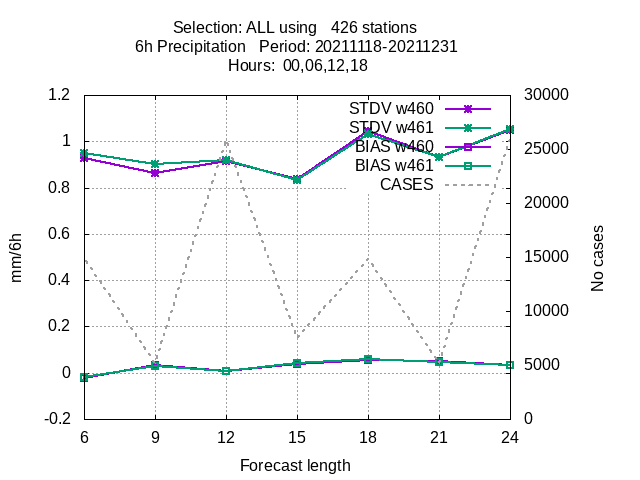 Selection: ALL using   426 stations
6h Precipitation   Period: 20211118-20211231
Hours:  00,06,12,18
STDV w460
STDV w461
BIAS w460
BIAS w461
CASES
1.2
1
0.8
0.6
0.4
0.2
0
-0.2
mm/6h
30000
25000
20000
15000
10000
5000
0
No cases
6 9 12 15 18 21 24
Forecast length